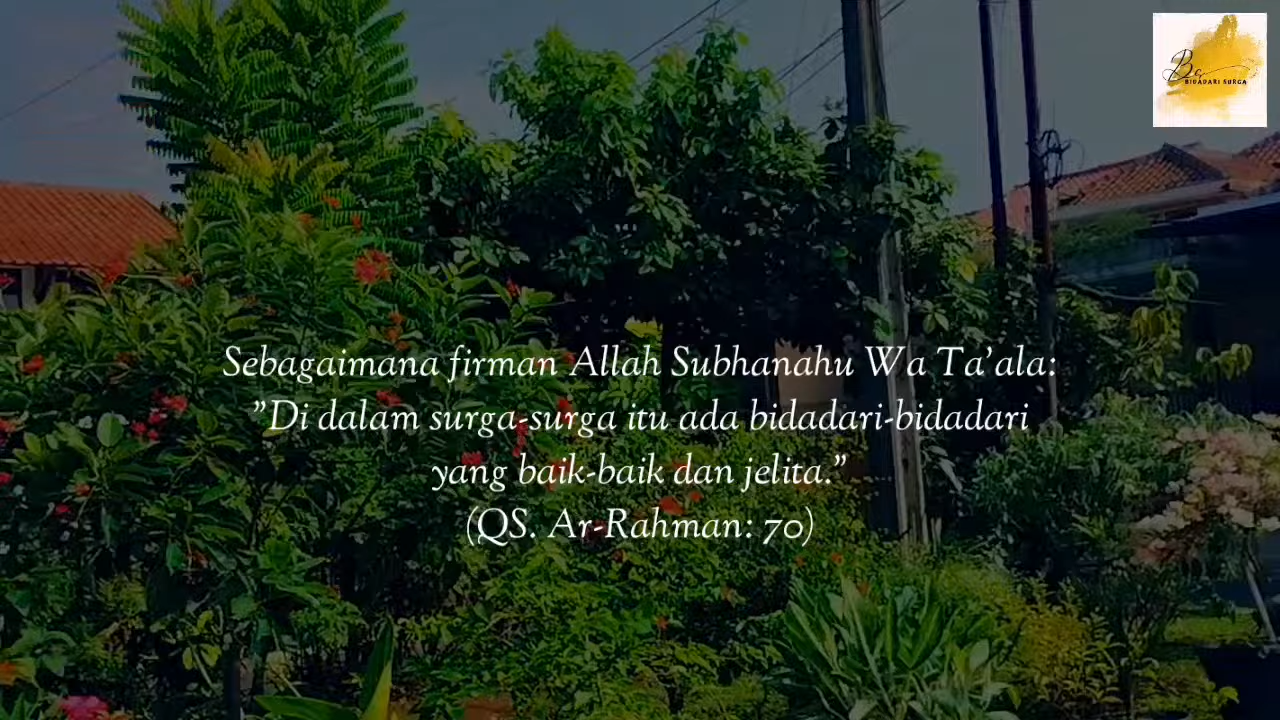 Bs
BIDADARI SURGA
Sebagaimana firman Allah Subhanahu Wa Ta'ala:
"Di dalam surga-surga itu ada bidadari-bidadari
yang baik-baik dan jelita."
(QS. Ar-Rahman: 70)